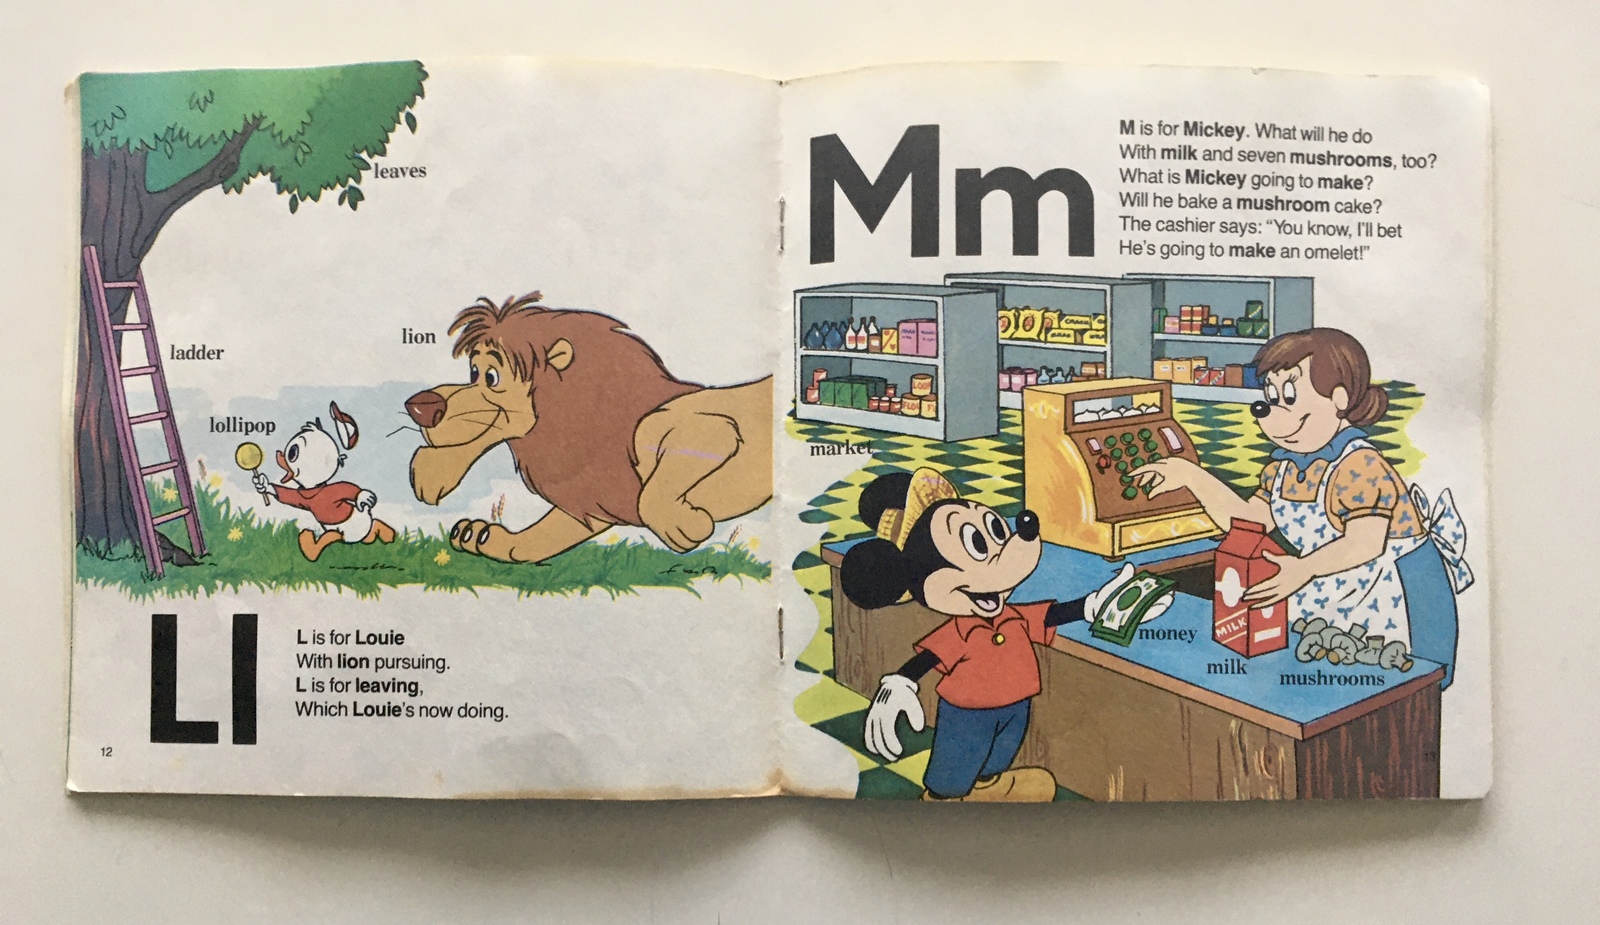 leaves
ladder
lion
lollipop
Ll
L is for Louie
With lion pursuing.
L is for leaving,
Which Louie's now doing.
12
Mm
M is for Mickey. What will he do
With milk and seven mushrooms, too?
What is Mickey going to make?
Will he bake a mushroom cake?
The cashier says: “You know, I'll bet
He's going to make an omelet!”
market
money
MILK
milk
mushrooms
13